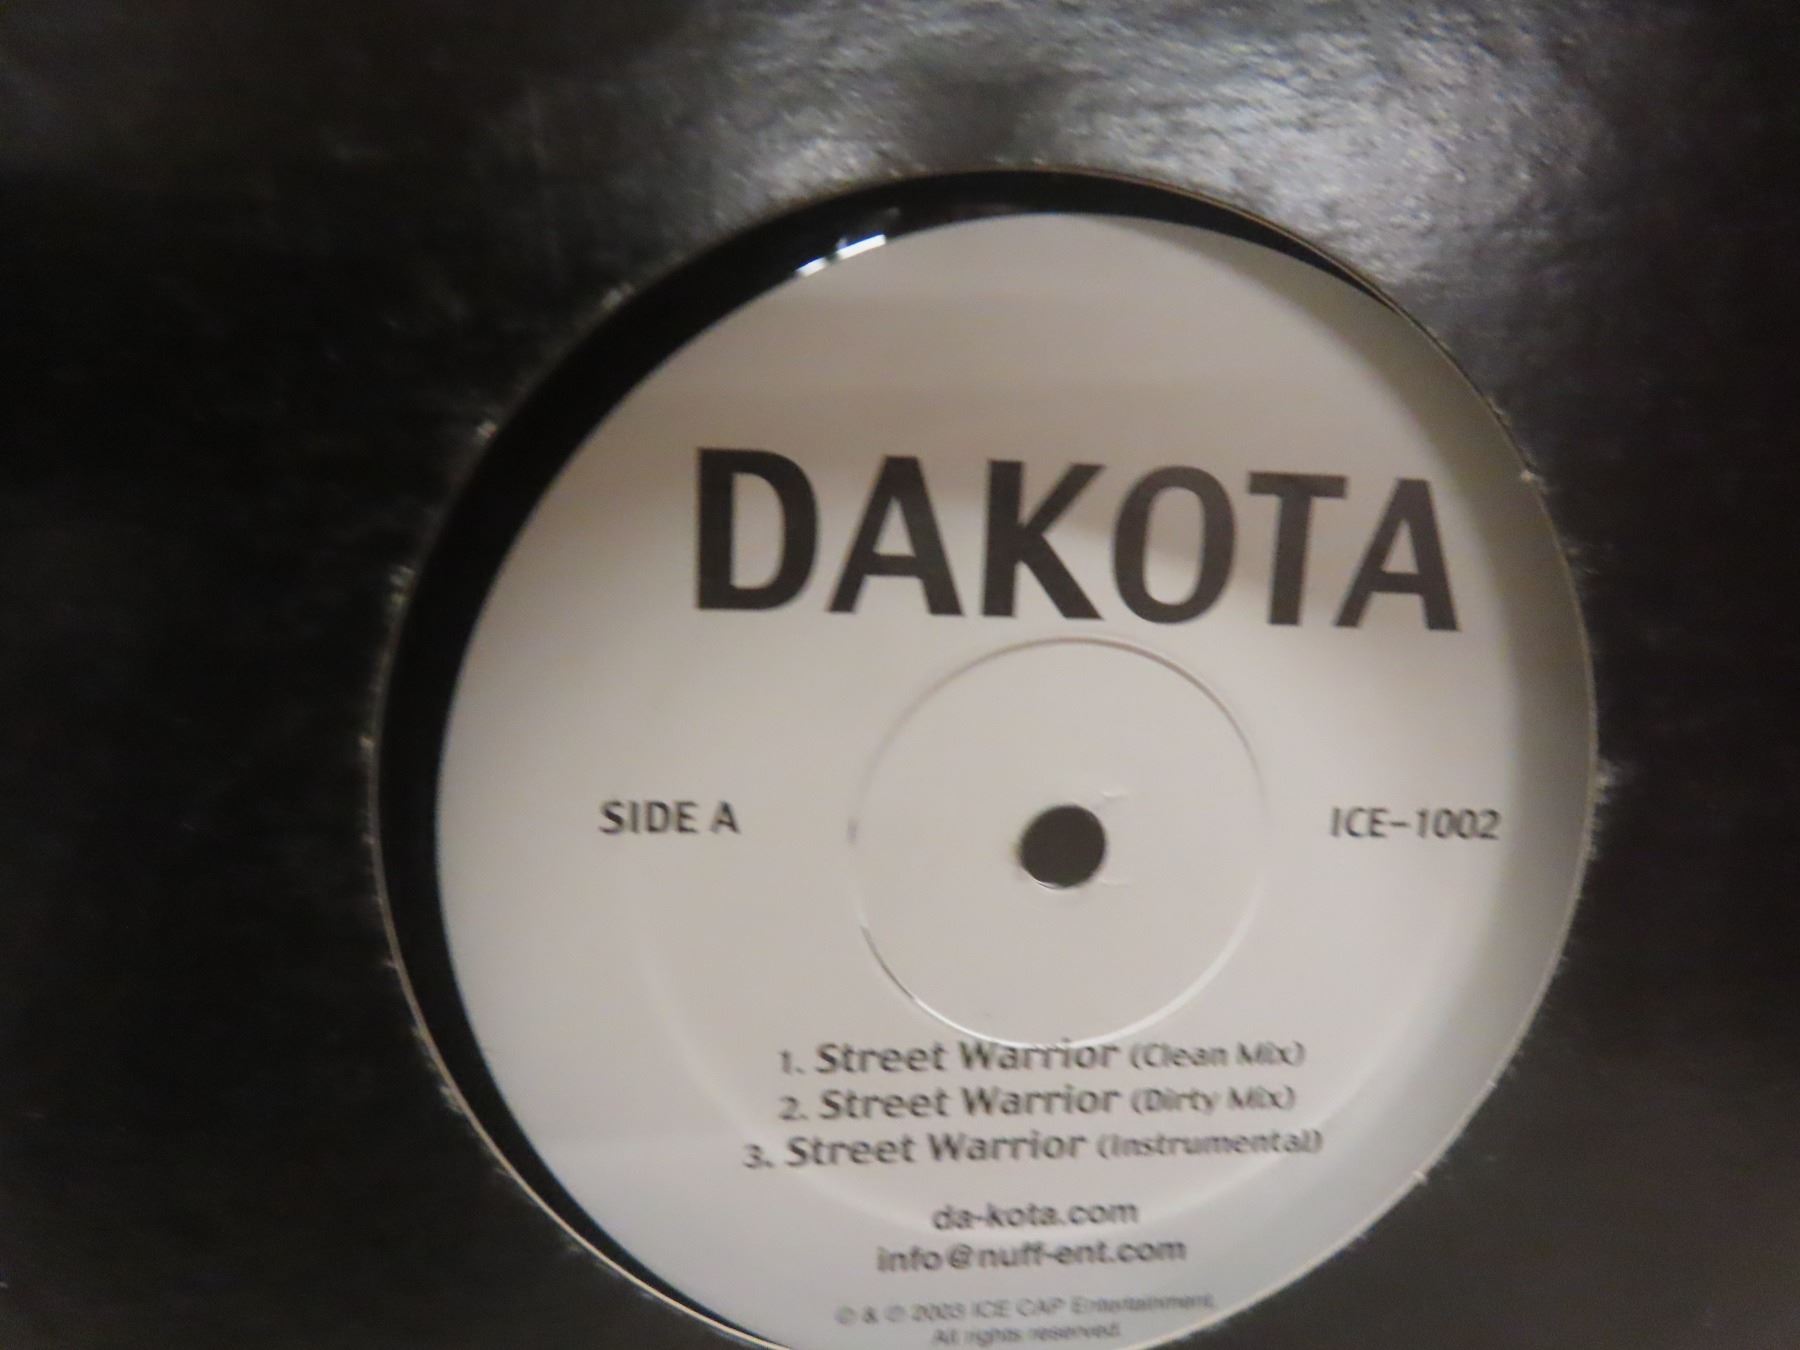 DAKOTA
SIDE A
ICE-1002
1. Street Warrior (Clean Mix)
2. Street Warrior (Dirty Mix)
3. Street Warrior (Instrumental)
da-kota.com
info@nuff-ent.com
℗ & © 2003 ICE CAP Entertainment.
All rights reserved.